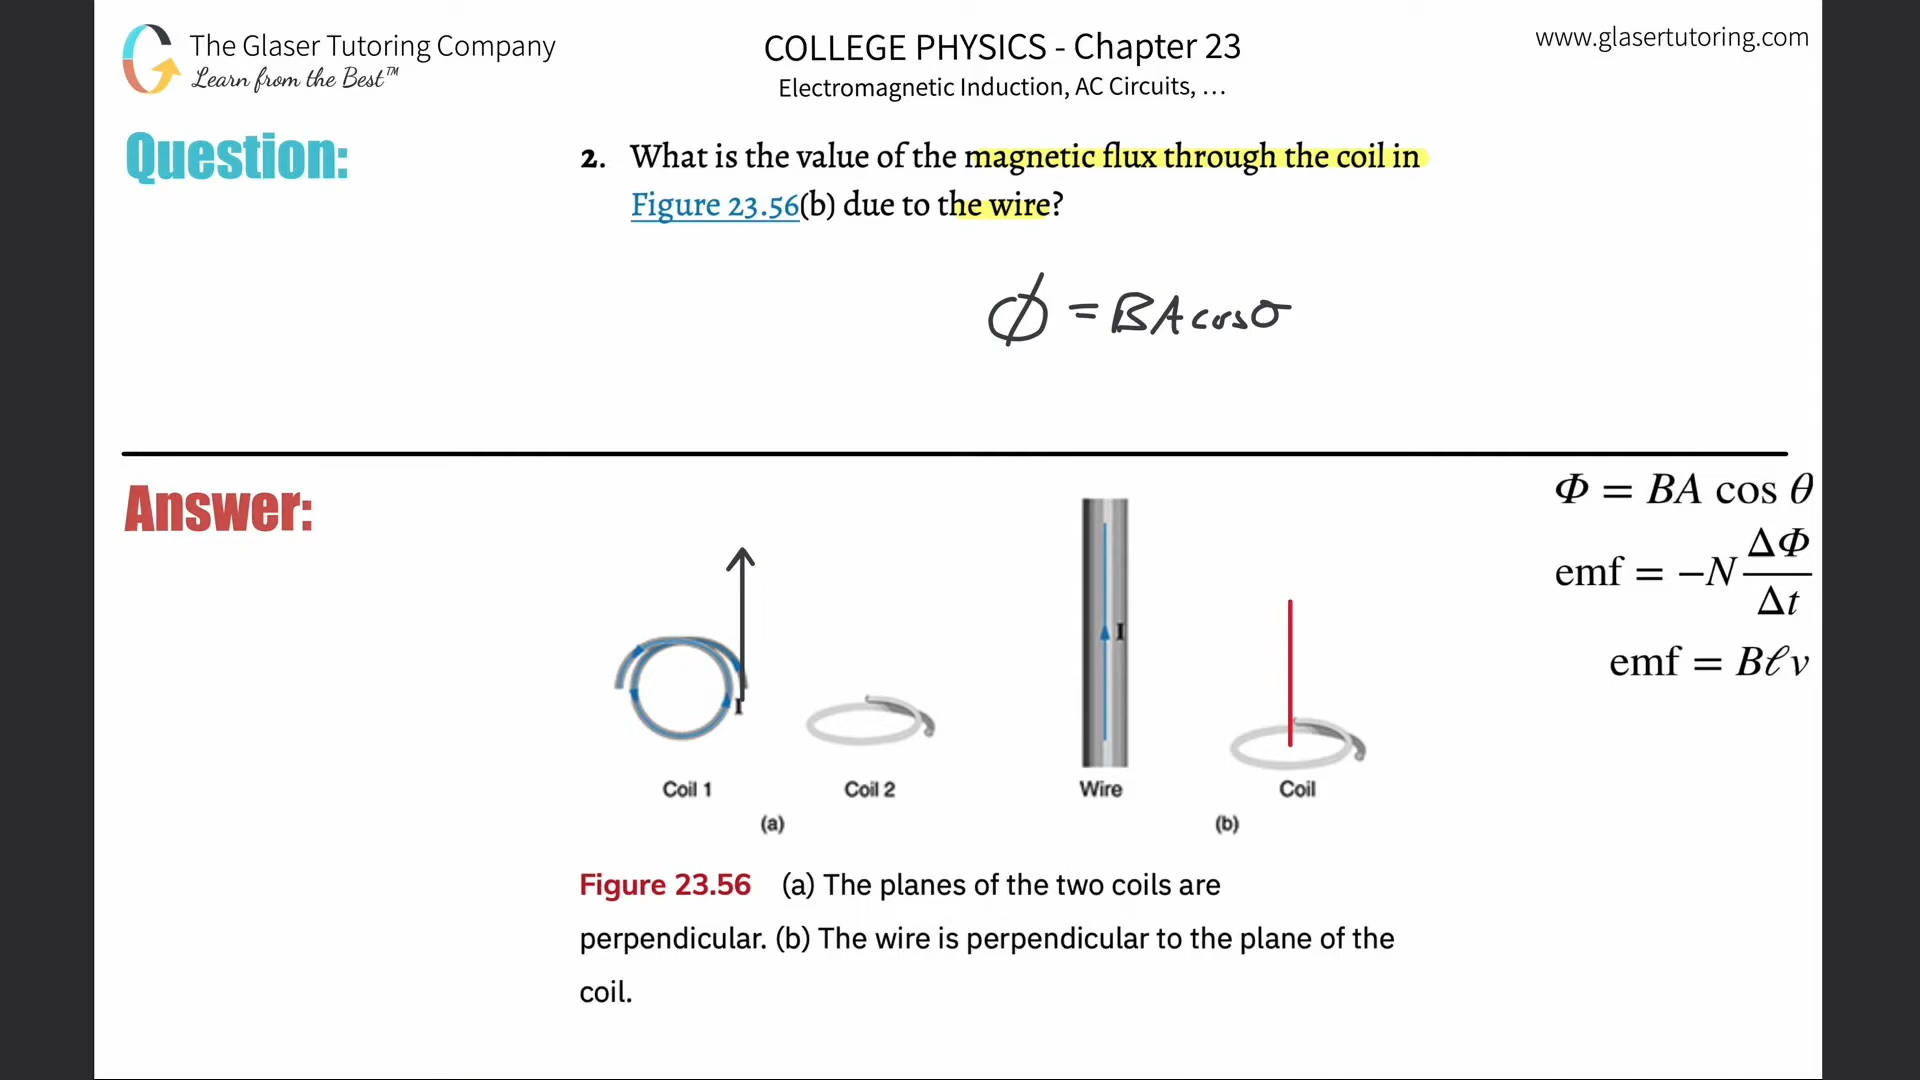 The Glaser Tutoring Company
Learn from the Best™
COLLEGE PHYSICS - Chapter 23
Electromagnetic Induction, AC Circuits, ...
www.glasertutoring.com
Question:
2. What is the value of the magnetic flux through the coil in
Figure 23.56(b) due to the wire?
ϕ = BA cos σ
Answer:
Φ = BA cos θ
emf = −N ΔΦ/Δt
emf = Bℓv
I
I
Coil 1
Coil 2
Wire
Coil
(a)
(b)
Figure 23.56 (a) The planes of the two coils are
perpendicular. (b) The wire is perpendicular to the plane of the
coil.